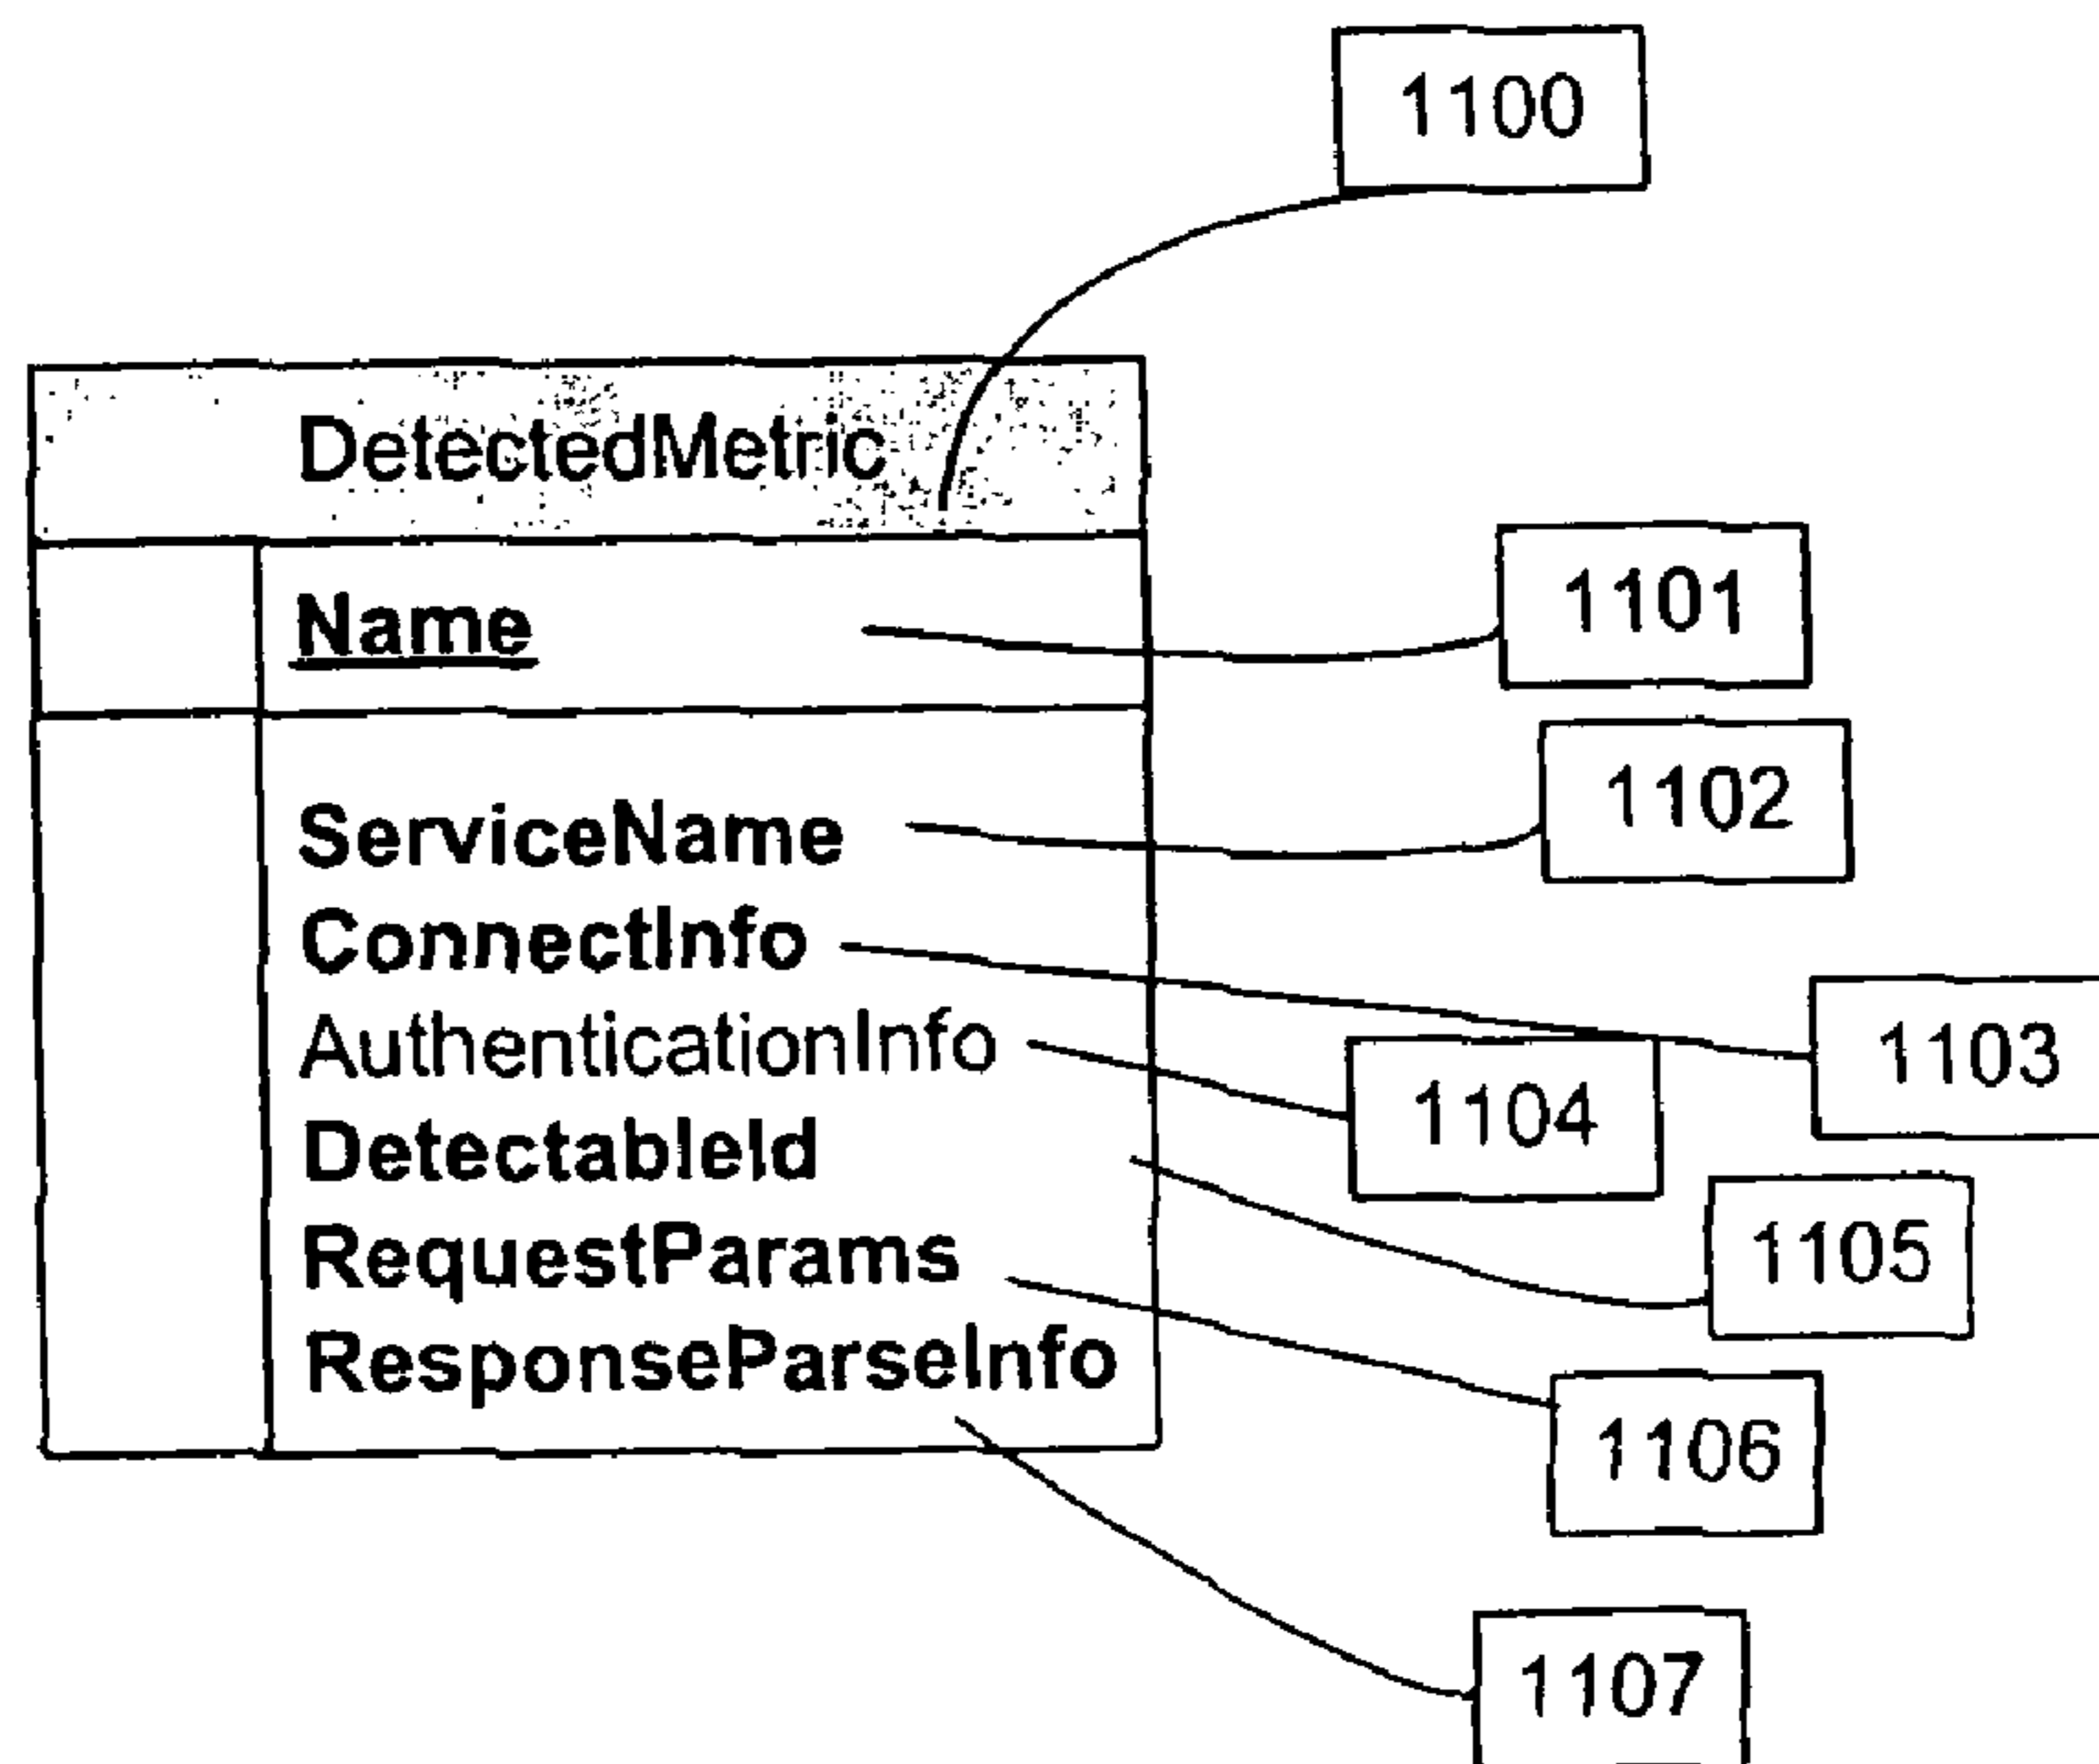 1100
DetectedMetric
Name
1101
ServiceName
1102
ConnectInfo
1103
AuthenticationInfo
1104
DetectableId
1105
RequestParams
1106
ResponseParseInfo
1107